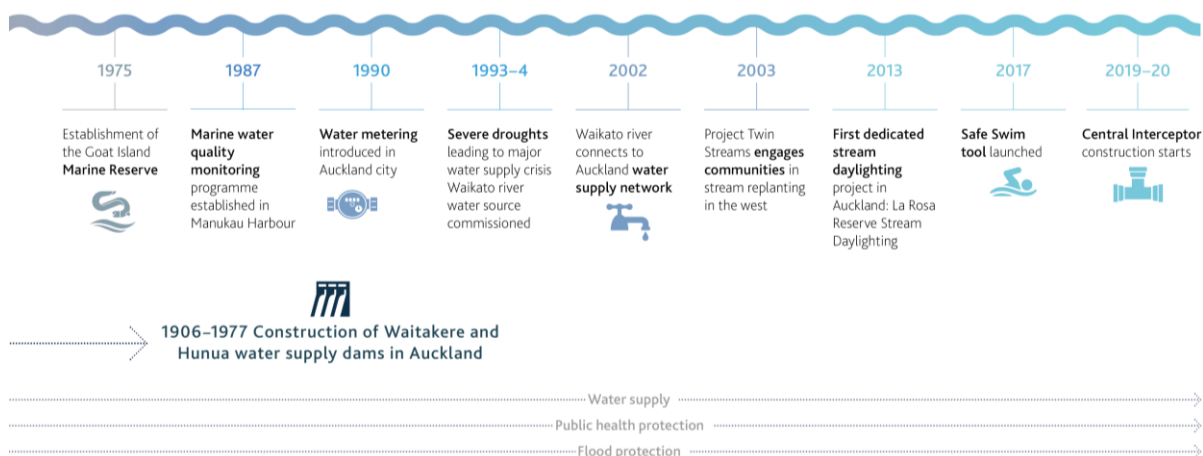 1975
Establishment of
the Goat Island
Marine Reserve
1987
Marine water
quality
monitoring
programme
established in
Manukau Harbour
1990
Water metering
introduced in
Auckland city
1993–4
Severe droughts
leading to major
water supply crisis
Waikato river
water source
commissioned
2002
Waikato river
connects to
Auckland water
supply network
2003
Project Twin
Streams engages
communities in
stream replanting
in the west
2013
First dedicated
stream
daylighting
project in
Auckland: La Rosa
Reserve Stream
Daylighting
2017
Safe Swim
tool launched
2019–20
Central Interceptor
construction starts
1906–1977 Construction of Waitakere and
Hunua water supply dams in Auckland
Water supply
Public health protection
Flood protection